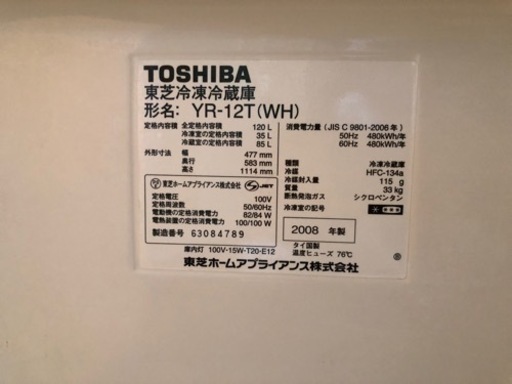 TOSHIBA
東芝冷凍冷蔵庫
形名: YR-12T(WH)
定格内容積 全定格内容積 120 L
冷凍室の定格内容積 35 L
冷蔵室の定格内容積 85 L
外形寸法 幅 477 mm
奥行 583 mm
高さ 1114 mm
東芝ホームアプライアンス株式会社 JET
定格電圧 100V
定格周波数 50/60Hz
電動機の定格消費電力 82/84 W
電熱装置の定格消費電力 100/100 W
製造番号 63084789
消費電力量 (JIS C 9801-2006 年)
50Hz 480kWh/年
60Hz 480kWh/年
種類 冷凍冷蔵庫
冷媒 HFC-134a
冷媒封入量 115 g
質量 33 kg
断熱発泡ガス シクロペンタン
冷凍室の記号
2008 年製
庫内灯 100V-15W-T20-E12
タイ国製
温度ヒューズ 76℃
東芝ホームアプライアンス株式会社
®